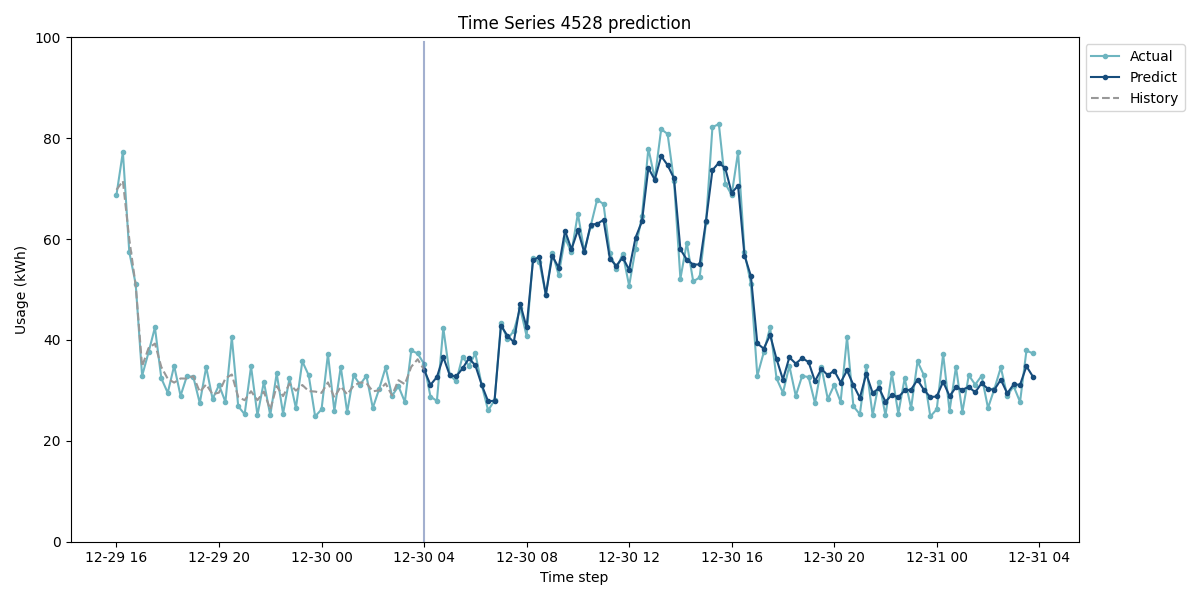 Time Series 4528 prediction
100
80
60
40
20
0
Usage (kWh)
12-29 16
12-29 20
12-30 00
12-30 04
12-30 08
12-30 12
12-30 16
12-30 20
12-31 00
12-31 04
Time step
Actual
Predict
History